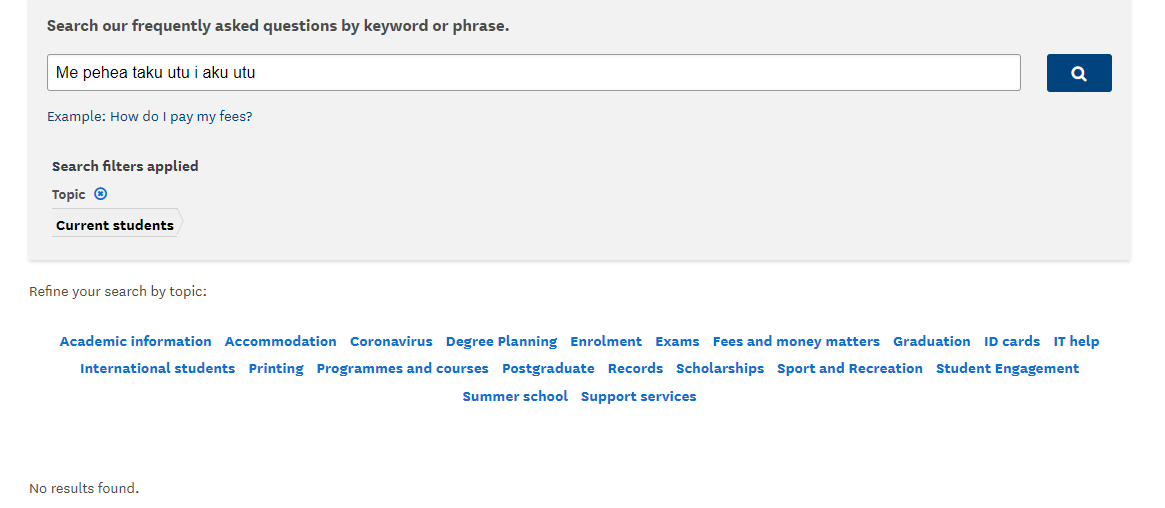 Search our frequently asked questions by keyword or phrase.
Me pehea taku utu i aku utu
Example: How do I pay my fees?
Search filters applied
Topic
Current students
Refine your search by topic:
Academic information Accommodation Coronavirus Degree Planning Enrolment Exams Fees and money matters Graduation ID cards IT help
International students Printing Programmes and courses Postgraduate Records Scholarships Sport and Recreation Student Engagement
Summer school Support services
No results found.